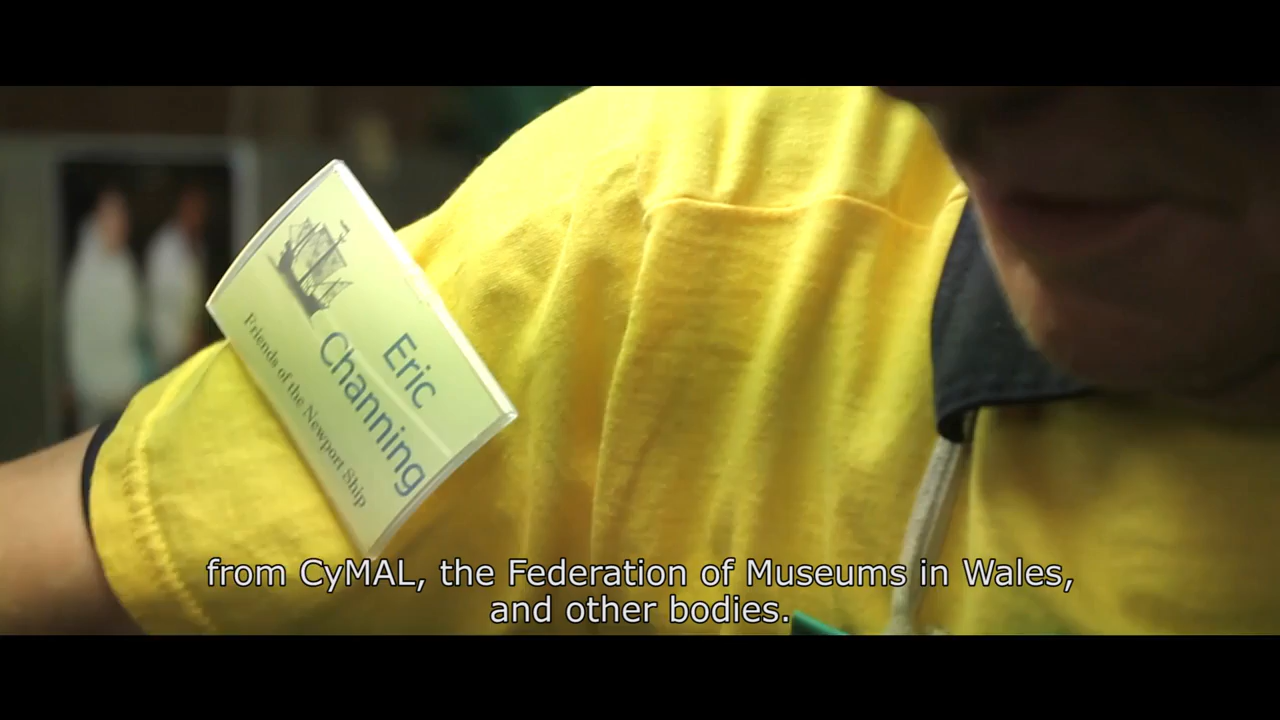 Eric
Channing
Friends of the Newport Ship
from CyMAL, the Federation of Museums in Wales,
and other bodies.